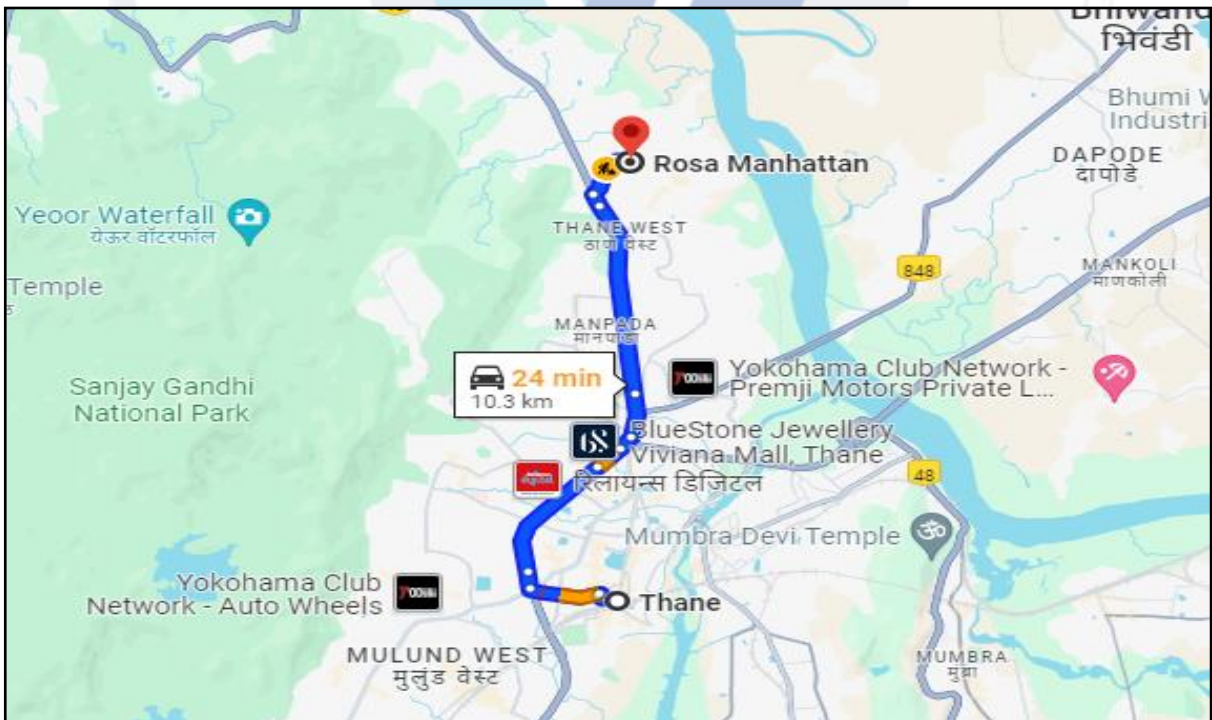 भिवंडी
Bhumi
DAPODE
दापोडे
Rosa Manhattan
Yeoor Waterfall
येऊर वॉटरफॉल
THANE WEST
ठाणे वेस्ट
848
MANKOLI
माणकोली
Temple
MANPADA
मानपाडा
24 min
10.3 km
Yokohama Club Network -
Premji Motors Private L...
Sanjay Gandhi
National Park
BlueStone Jewellery
Viviana Mall, Thane
रिलायन्स डिजिटल
48
Mumbra Devi Temple
Yokohama Club
Network - Auto Wheels
Thane
MULUND WEST
मुलुंड वेस्ट
MUMBRA
मुंब्रा